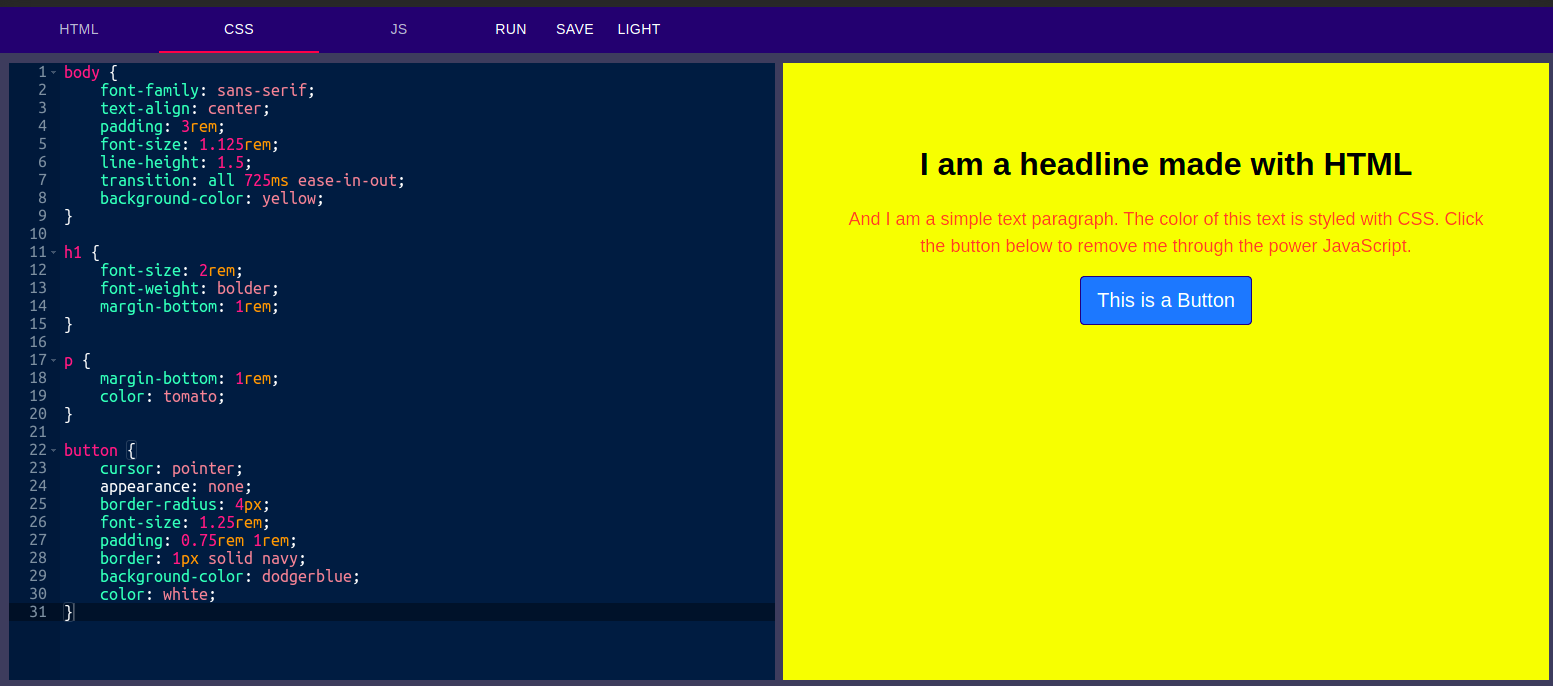 HTML CSS JS RUN SAVE LIGHT
1 body {
2     font-family: sans-serif;
3     text-align: center;
4     padding: 3rem;
5     font-size: 1.125rem;
6     line-height: 1.5;
7     transition: all 725ms ease-in-out;
8     background-color: yellow;
9 }
10
11 h1 {
12     font-size: 2rem;
13     font-weight: bolder;
14     margin-bottom: 1rem;
15 }
16
17 p {
18     margin-bottom: 1rem;
19     color: tomato;
20 }
21
22 button {
23     cursor: pointer;
24     appearance: none;
25     border-radius: 4px;
26     font-size: 1.25rem;
27     padding: 0.75rem 1rem;
28     border: 1px solid navy;
29     background-color: dodgerblue;
30     color: white;
31 }
I am a headline made with HTML
And I am a simple text paragraph. The color of this text is styled with CSS. Click
the button below to remove me through the power JavaScript.
This is a Button